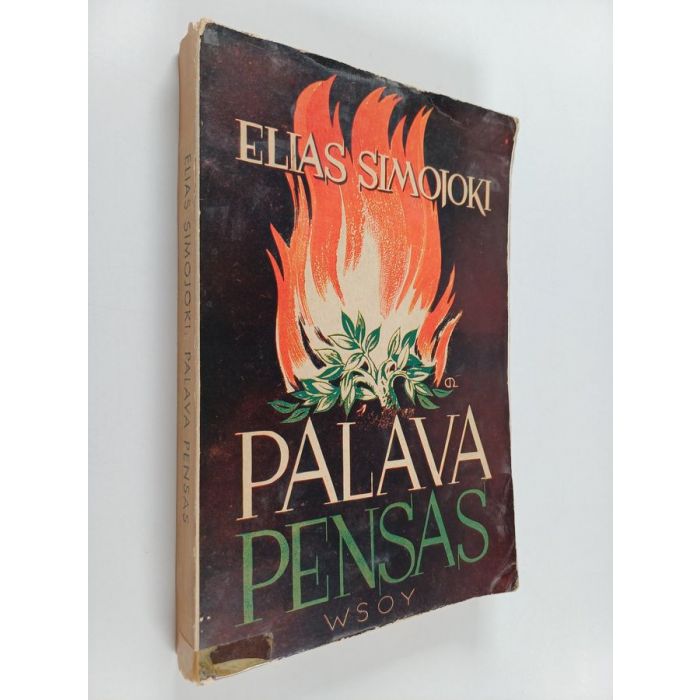 ELIAS SIMOJOKI
PALAVA
PENSAS
WSOY
ELIAS SIMOJOKI, PALAVA PENSAS